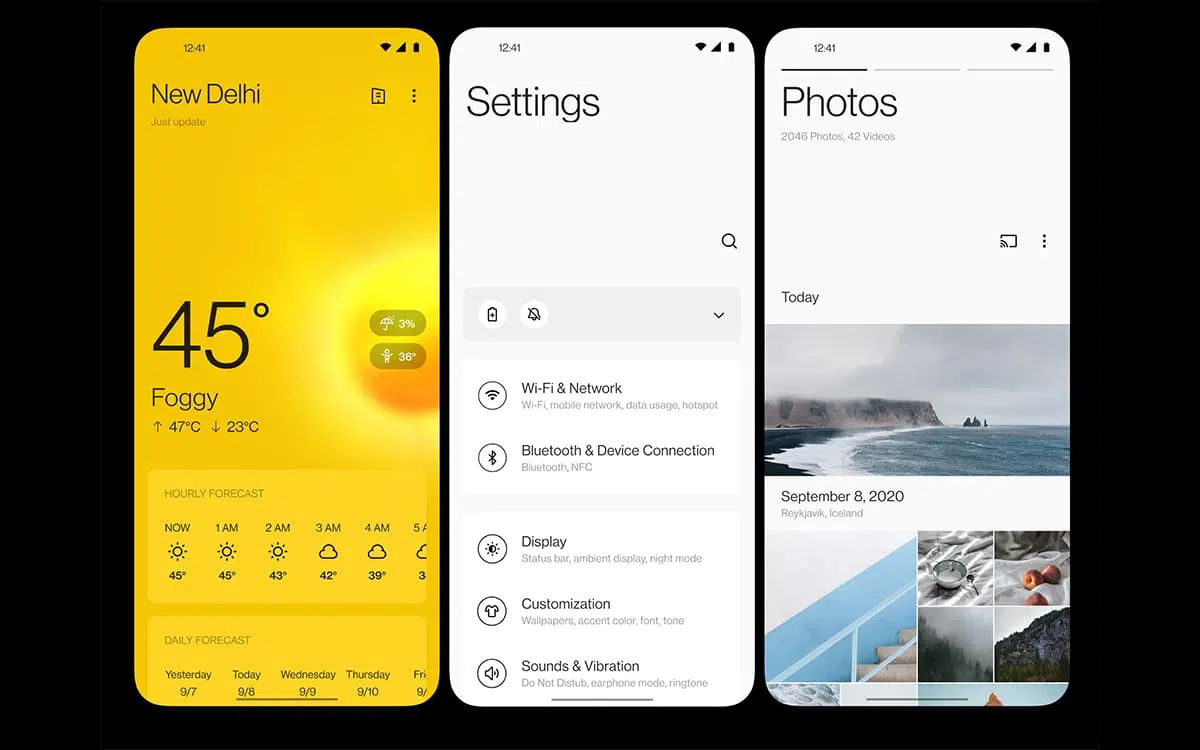 12:41
New Delhi
Just update
3%
36°
45°
Foggy
↑ 47°C ↓ 23°C
HOURLY FORECAST
NOW 1 AM 2 AM 3 AM 4 AM 5 A
45° 45° 43° 42° 39° 3
DAILY FORECAST
Yesterday Today Wednesday Thursday Fri
9/7 9/8 9/9 9/10 9/
12:41
Settings
Wi-Fi & Network
Wi-Fi, mobile network, data usage, hotspot
Bluetooth & Device Connection
Bluetooth, NFC
Display
Status bar, ambient display, night mode
Customization
Wallpapers, accent color, font, tone
Sounds & Vibration
Do Not Distub, earphone mode, ringtone
12:41
Photos
2046 Photos, 42 Videos
Today
September 8, 2020
Reykjavik, Iceland